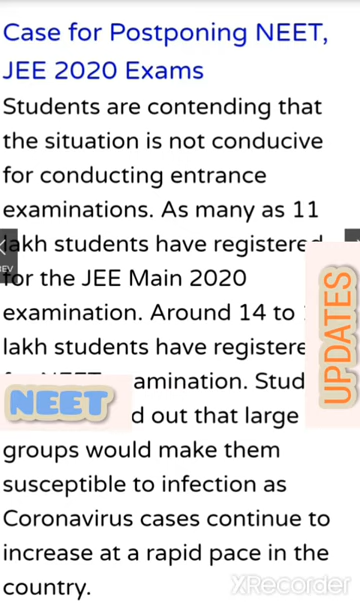 Case for Postponing NEET,
JEE 2020 Exams
Students are contending that
the situation is not conducive
for conducting entrance
examinations. As many as 11
lakh students have registered
for the JEE Main 2020
examination. Around 14 to
lakh students have registere
amination. Stud
out that large
groups would make them
susceptible to infection as
Coronavirus cases continue to
increase at a rapid pace in the
country.
NEET
UPDATES
XRecorder